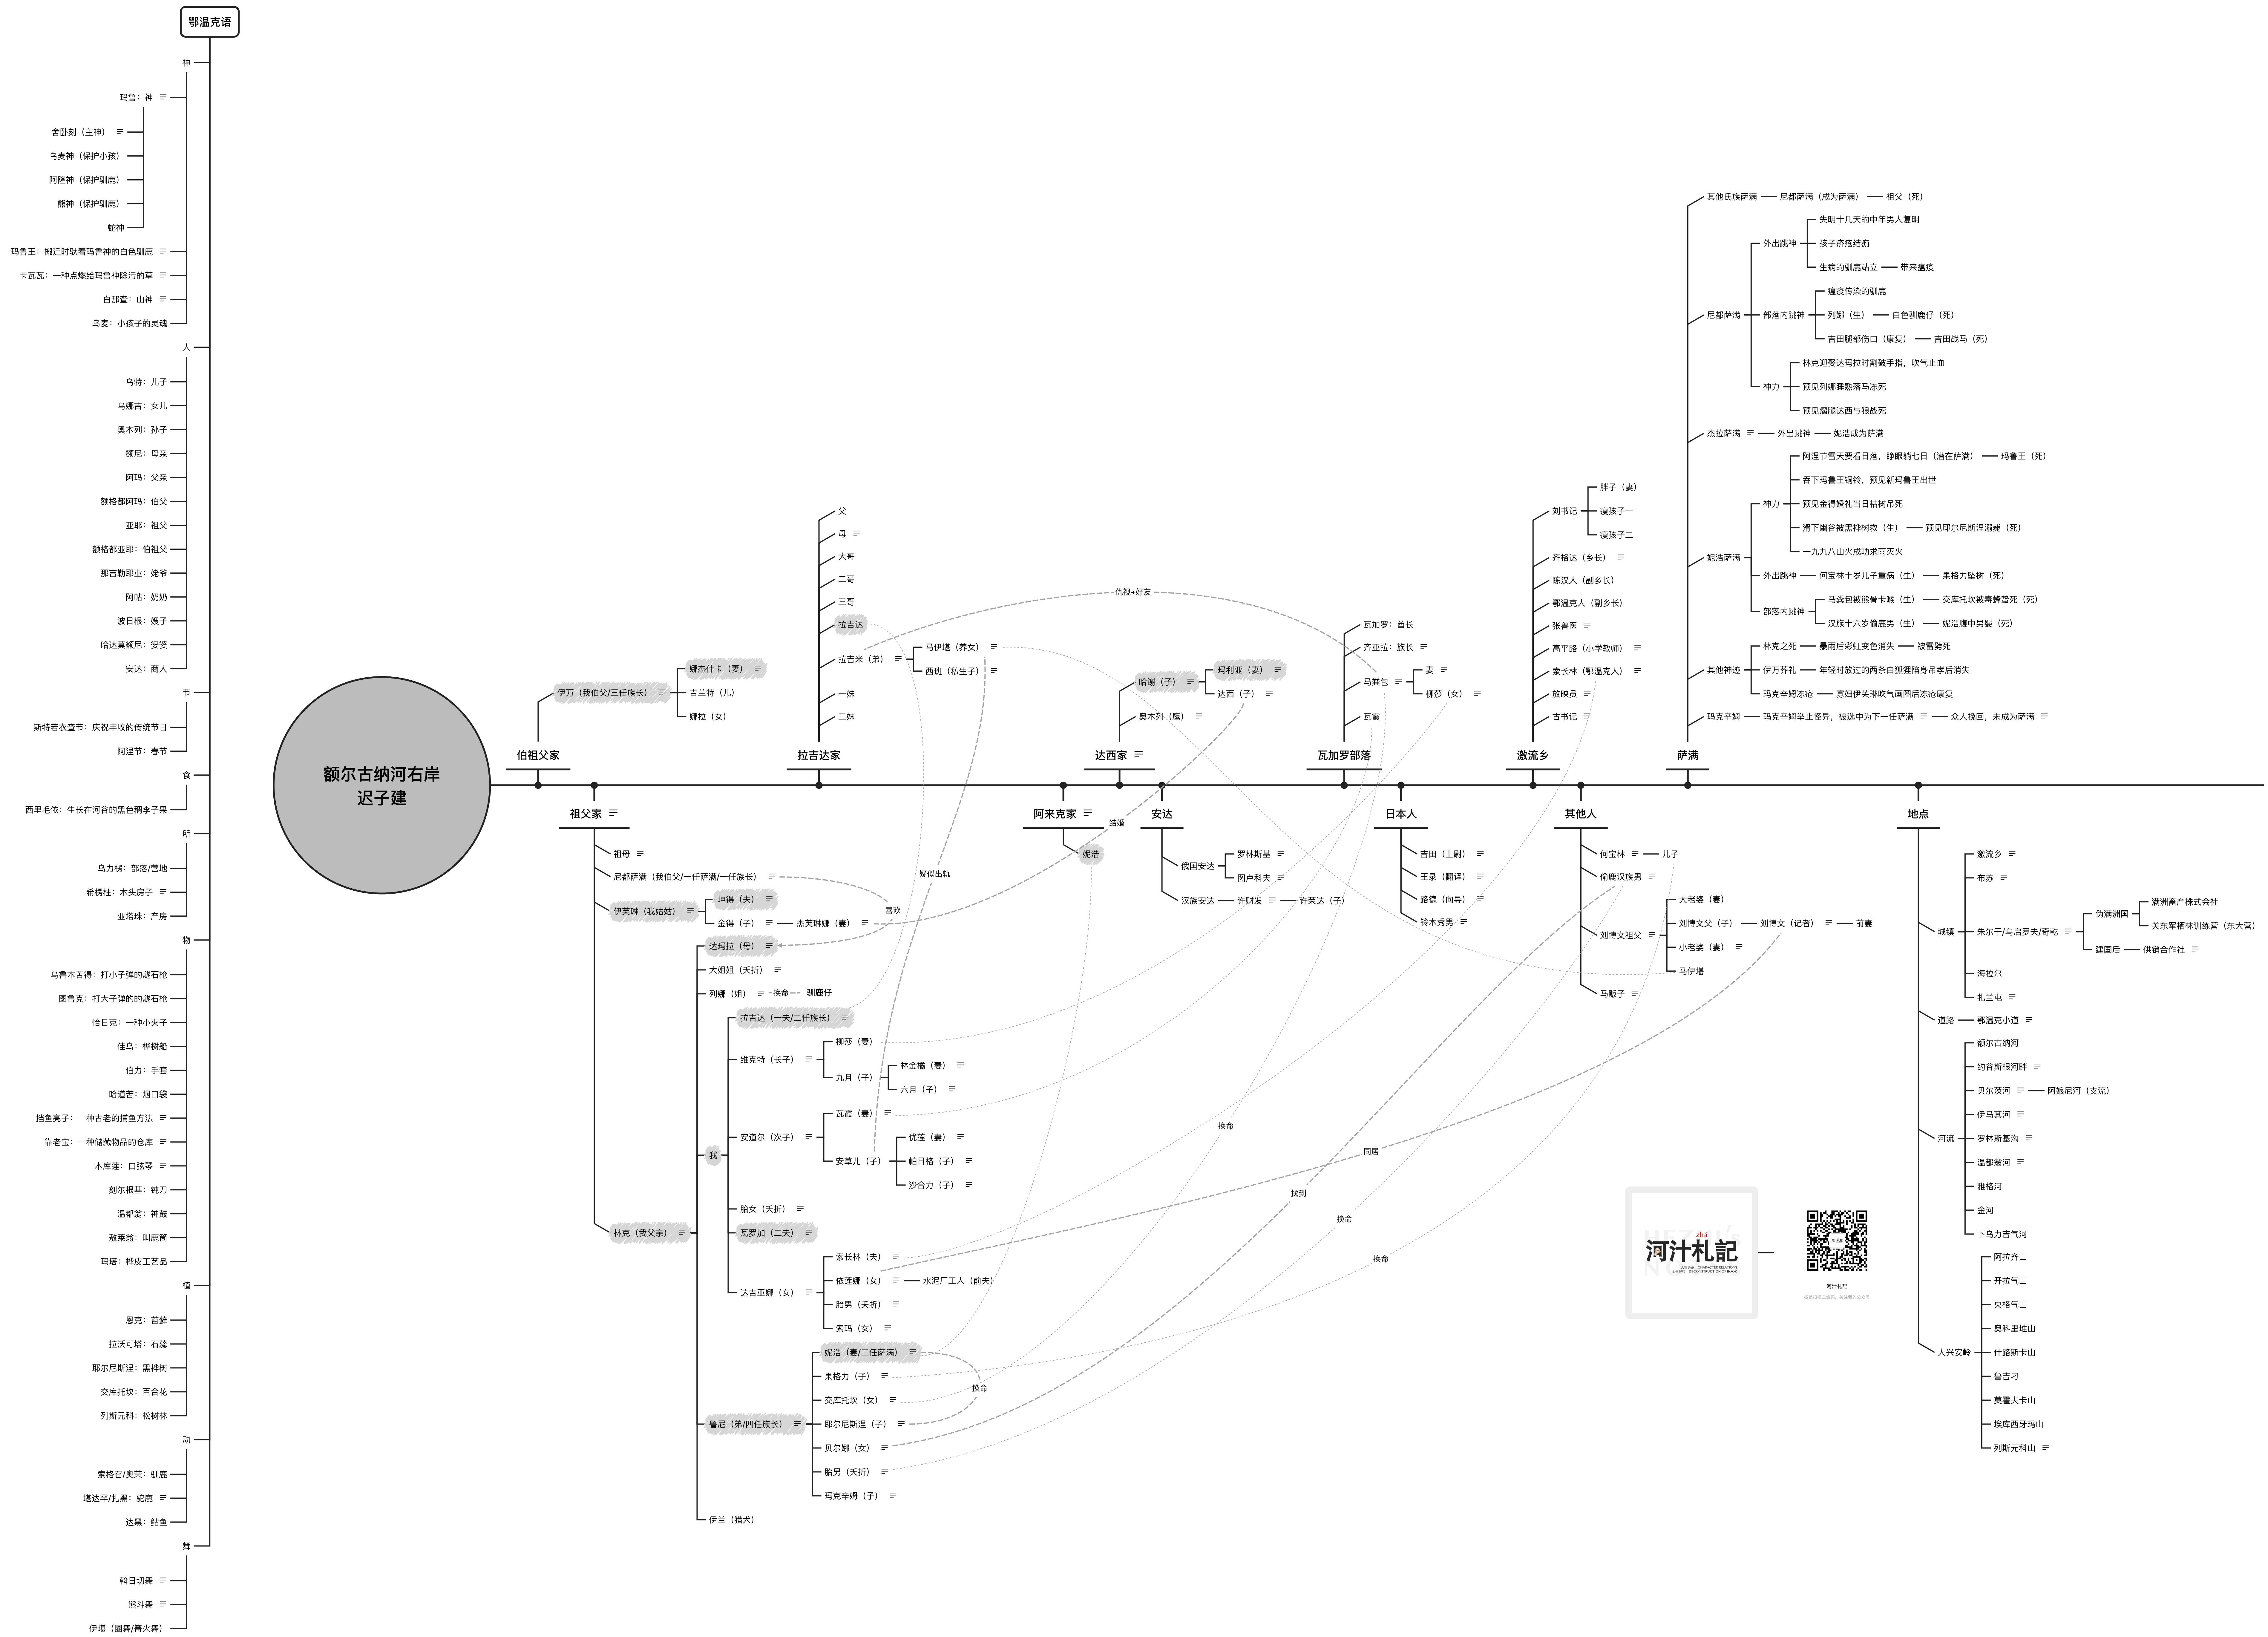 鄂温克语
神
玛鲁：神
舍卧刻（主神）
乌麦神（保护小孩）
阿隆神（保护驯鹿）
熊神（保护驯鹿）
蛇神
玛鲁王：搬迁时驮着玛鲁神的白色驯鹿
卡瓦瓦：一种点燃给玛鲁神除污的草
白那查：山神
乌麦：小孩子的灵魂
人
乌特：儿子
乌娜吉：女儿
奥木列：孙子
额尼：母亲
阿玛：父亲
额格都阿玛：伯父
亚耶：祖父
额格都亚耶：伯祖父
那吉勒耶业：姥爷
阿帖：奶奶
波日根：嫂子
哈达莫额尼：婆婆
安达：商人
节
斯特若衣查节：庆祝丰收的传统节日
阿涅节：春节
食
西里毛依：生长在河谷的黑色稠李子果
所
乌力楞：部落/营地
希楞柱：木头房子
亚塔珠：产房
物
乌鲁木苦得：打小子弹的燧石枪
图鲁克：打大子弹的的燧石枪
恰日克：一种小夹子
佳乌：桦树船
伯力：手套
哈道苦：烟口袋
挡鱼亮子：一种古老的捕鱼方法
靠老宝：一种储藏物品的仓库
木库莲：口弦琴
刻尔根基：钝刀
温都翁：神鼓
敖莱翁：叫鹿筒
玛塔：桦皮工艺品
植
恩克：苔藓
拉沃可塔：石蕊
耶尔尼斯涅：黑桦树
交库托坎：百合花
列斯元科：松树林
动
索格召/奥荣：驯鹿
堪达罕/扎黑：驼鹿
达黑：鲇鱼
舞
斡日切舞
熊斗舞
伊堪（圈舞/篝火舞）
额尔古纳河右岸
迟子建
伯祖父家
伊万（我伯父/三任族长）
娜杰什卡（妻）
吉兰特（儿）
娜拉（女）
拉吉达家
父
母
大哥
二哥
三哥
拉吉达
拉吉米（弟）
马伊堪（养女）
西班（私生子）
一妹
二妹
达西家
哈谢（子）
玛利亚（妻）
达西（子）
奥木列（鹰）
瓦加罗部落
瓦加罗：酋长
齐亚拉：族长
马粪包
妻
柳莎（女）
瓦霞
激流乡
刘书记
胖子（妻）
瘦孩子一
瘦孩子二
齐格达（乡长）
陈汉人（副乡长）
鄂温克人（副乡长）
张兽医
高平路（小学教师）
索长林（鄂温克人）
放映员
古书记
萨满
其他氏族萨满
尼都萨满（成为萨满）
祖父（死）
尼都萨满
外出跳神
失明十几天的中年男人复明
孩子疥疮结痂
生病的驯鹿站立
带来瘟疫
部落内跳神
瘟疫传染的驯鹿
列娜（生）
白色驯鹿仔（死）
吉田腿部伤口（康复）
吉田战马（死）
神力
林克迎娶达玛拉时割破手指，吹气止血
预见列娜睡熟落马冻死
预见瘸腿达西与狼战死
杰拉萨满
外出跳神
妮浩成为萨满
妮浩萨满
神力
阿涅节雪天要看日落，睁眼躺七日（潜在萨满）
玛鲁王（死）
吞下玛鲁王铜铃，预见新玛鲁王出世
预见金得婚礼当日枯树吊死
滑下幽谷被黑桦树救（生）
预见耶尔尼斯涅溺毙（死）
一九九八山火成功求雨灭火
外出跳神
何宝林十岁儿子重病（生）
果格力坠树（死）
部落内跳神
马粪包被熊骨卡喉（生）
交库托坎被毒蜂蛰死（死）
汉族十六岁偷鹿男（生）
妮浩腹中男婴（死）
其他神迹
林克之死
暴雨后彩虹变色消失
被雷劈死
伊万葬礼
年轻时放过的两条白狐狸陷身吊孝后消失
玛克辛姆冻疮
寡妇伊芙琳吹气画圈后冻疮康复
玛克辛姆
玛克辛姆举止怪异，被选中为下一任萨满
众人挽回，未成为萨满
仇视+好友
祖父家
祖母
尼都萨满（我伯父/一任萨满/一任族长）
伊芙琳（我姑姑）
坤得（夫）
金得（子）
杰芙琳娜（妻）
林克（我父亲）
达玛拉（母）
大姐姐（夭折）
列娜（姐）
换命
驯鹿仔
我
拉吉达（一夫/二任族长）
维克特（长子）
柳莎（妻）
九月（子）
林金橘（妻）
六月（子）
安道尔（次子）
瓦霞（妻）
安草儿（子）
优莲（妻）
帕日格（子）
沙合力（子）
胎女（夭折）
瓦罗加（二夫）
达吉亚娜（女）
索长林（夫）
依莲娜（女）
水泥厂工人（前夫）
胎男（夭折）
索玛（女）
鲁尼（弟/四任族长）
妮浩（妻/二任萨满）
果格力（子）
交库托坎（女）
耶尔尼斯涅（子）
贝尔娜（女）
胎男（夭折）
玛克辛姆（子）
伊兰（猎犬）
喜欢
疑似出轨
结婚
换命
换命
同居
找到
换命
换命
阿来克家
妮浩
安达
俄国安达
罗林斯基
图卢科夫
汉族安达
许财发
许荣达（子）
日本人
吉田（上尉）
王录（翻译）
路德（向导）
铃木秀男
其他人
何宝林
儿子
偷鹿汉族男
刘博文祖父
大老婆（妻）
刘博文父（子）
刘博文（记者）
前妻
小老婆（妻）
马伊堪
马贩子
地点
城镇
激流乡
布苏
朱尔干/乌启罗夫/奇乾
伪满洲国
满洲畜产株式会社
关东军栖林训练营（东大营）
建国后
供销合作社
海拉尔
扎兰屯
道路
鄂温克小道
河流
额尔古纳河
约谷斯根河畔
贝尔茨河
阿娘尼河（支流）
伊马其河
罗林斯基沟
温都翁河
雅格河
金河
下乌力吉气河
大兴安岭
阿拉齐山
开拉气山
央格气山
奥科里堆山
什路斯卡山
鲁吉刁
莫霍夫卡山
埃库西牙玛山
列斯元科山
zhá
河汁札記
河汁札記